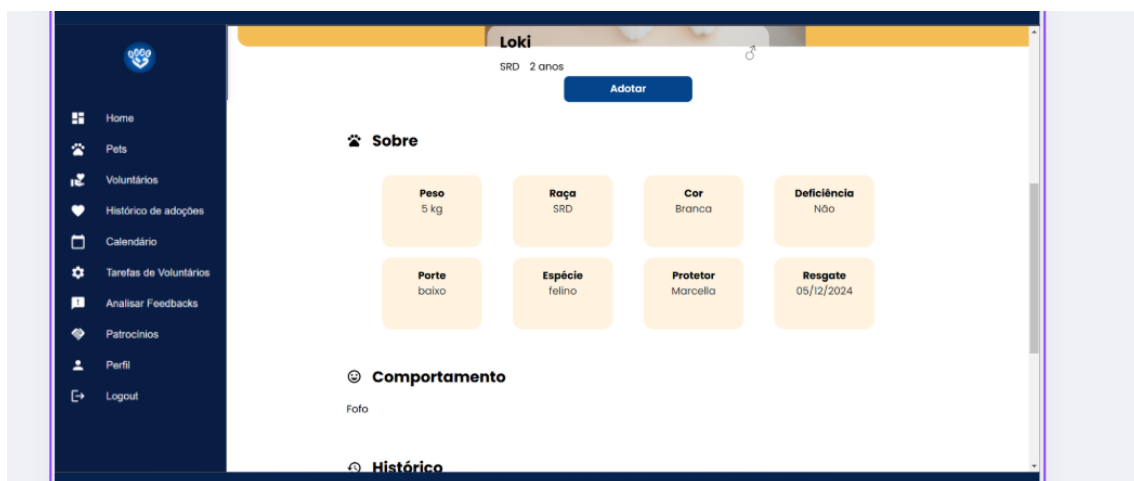 Loki
SRD 2 anos
Adotar
Home
Pets
Voluntários
Histórico de adoções
Calendário
Tarefas de Voluntários
Analisar Feedbacks
Patrocínios
Perfil
Logout
Sobre
Peso
5 kg
Raça
SRD
Cor
Branca
Deficiência
Não
Porte
baixo
Espécie
felino
Protetor
Marcella
Resgate
05/12/2024
Comportamento
Fofo
Histórico